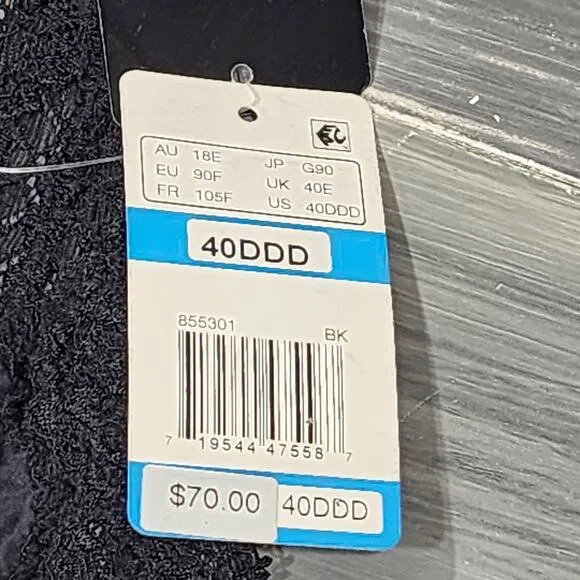 AU 18E JP G90
EU 90F UK 40E
FR 105F US 40DDD
40DDD
855301 BK
7 19544 47558 7
$70.00 40DDD